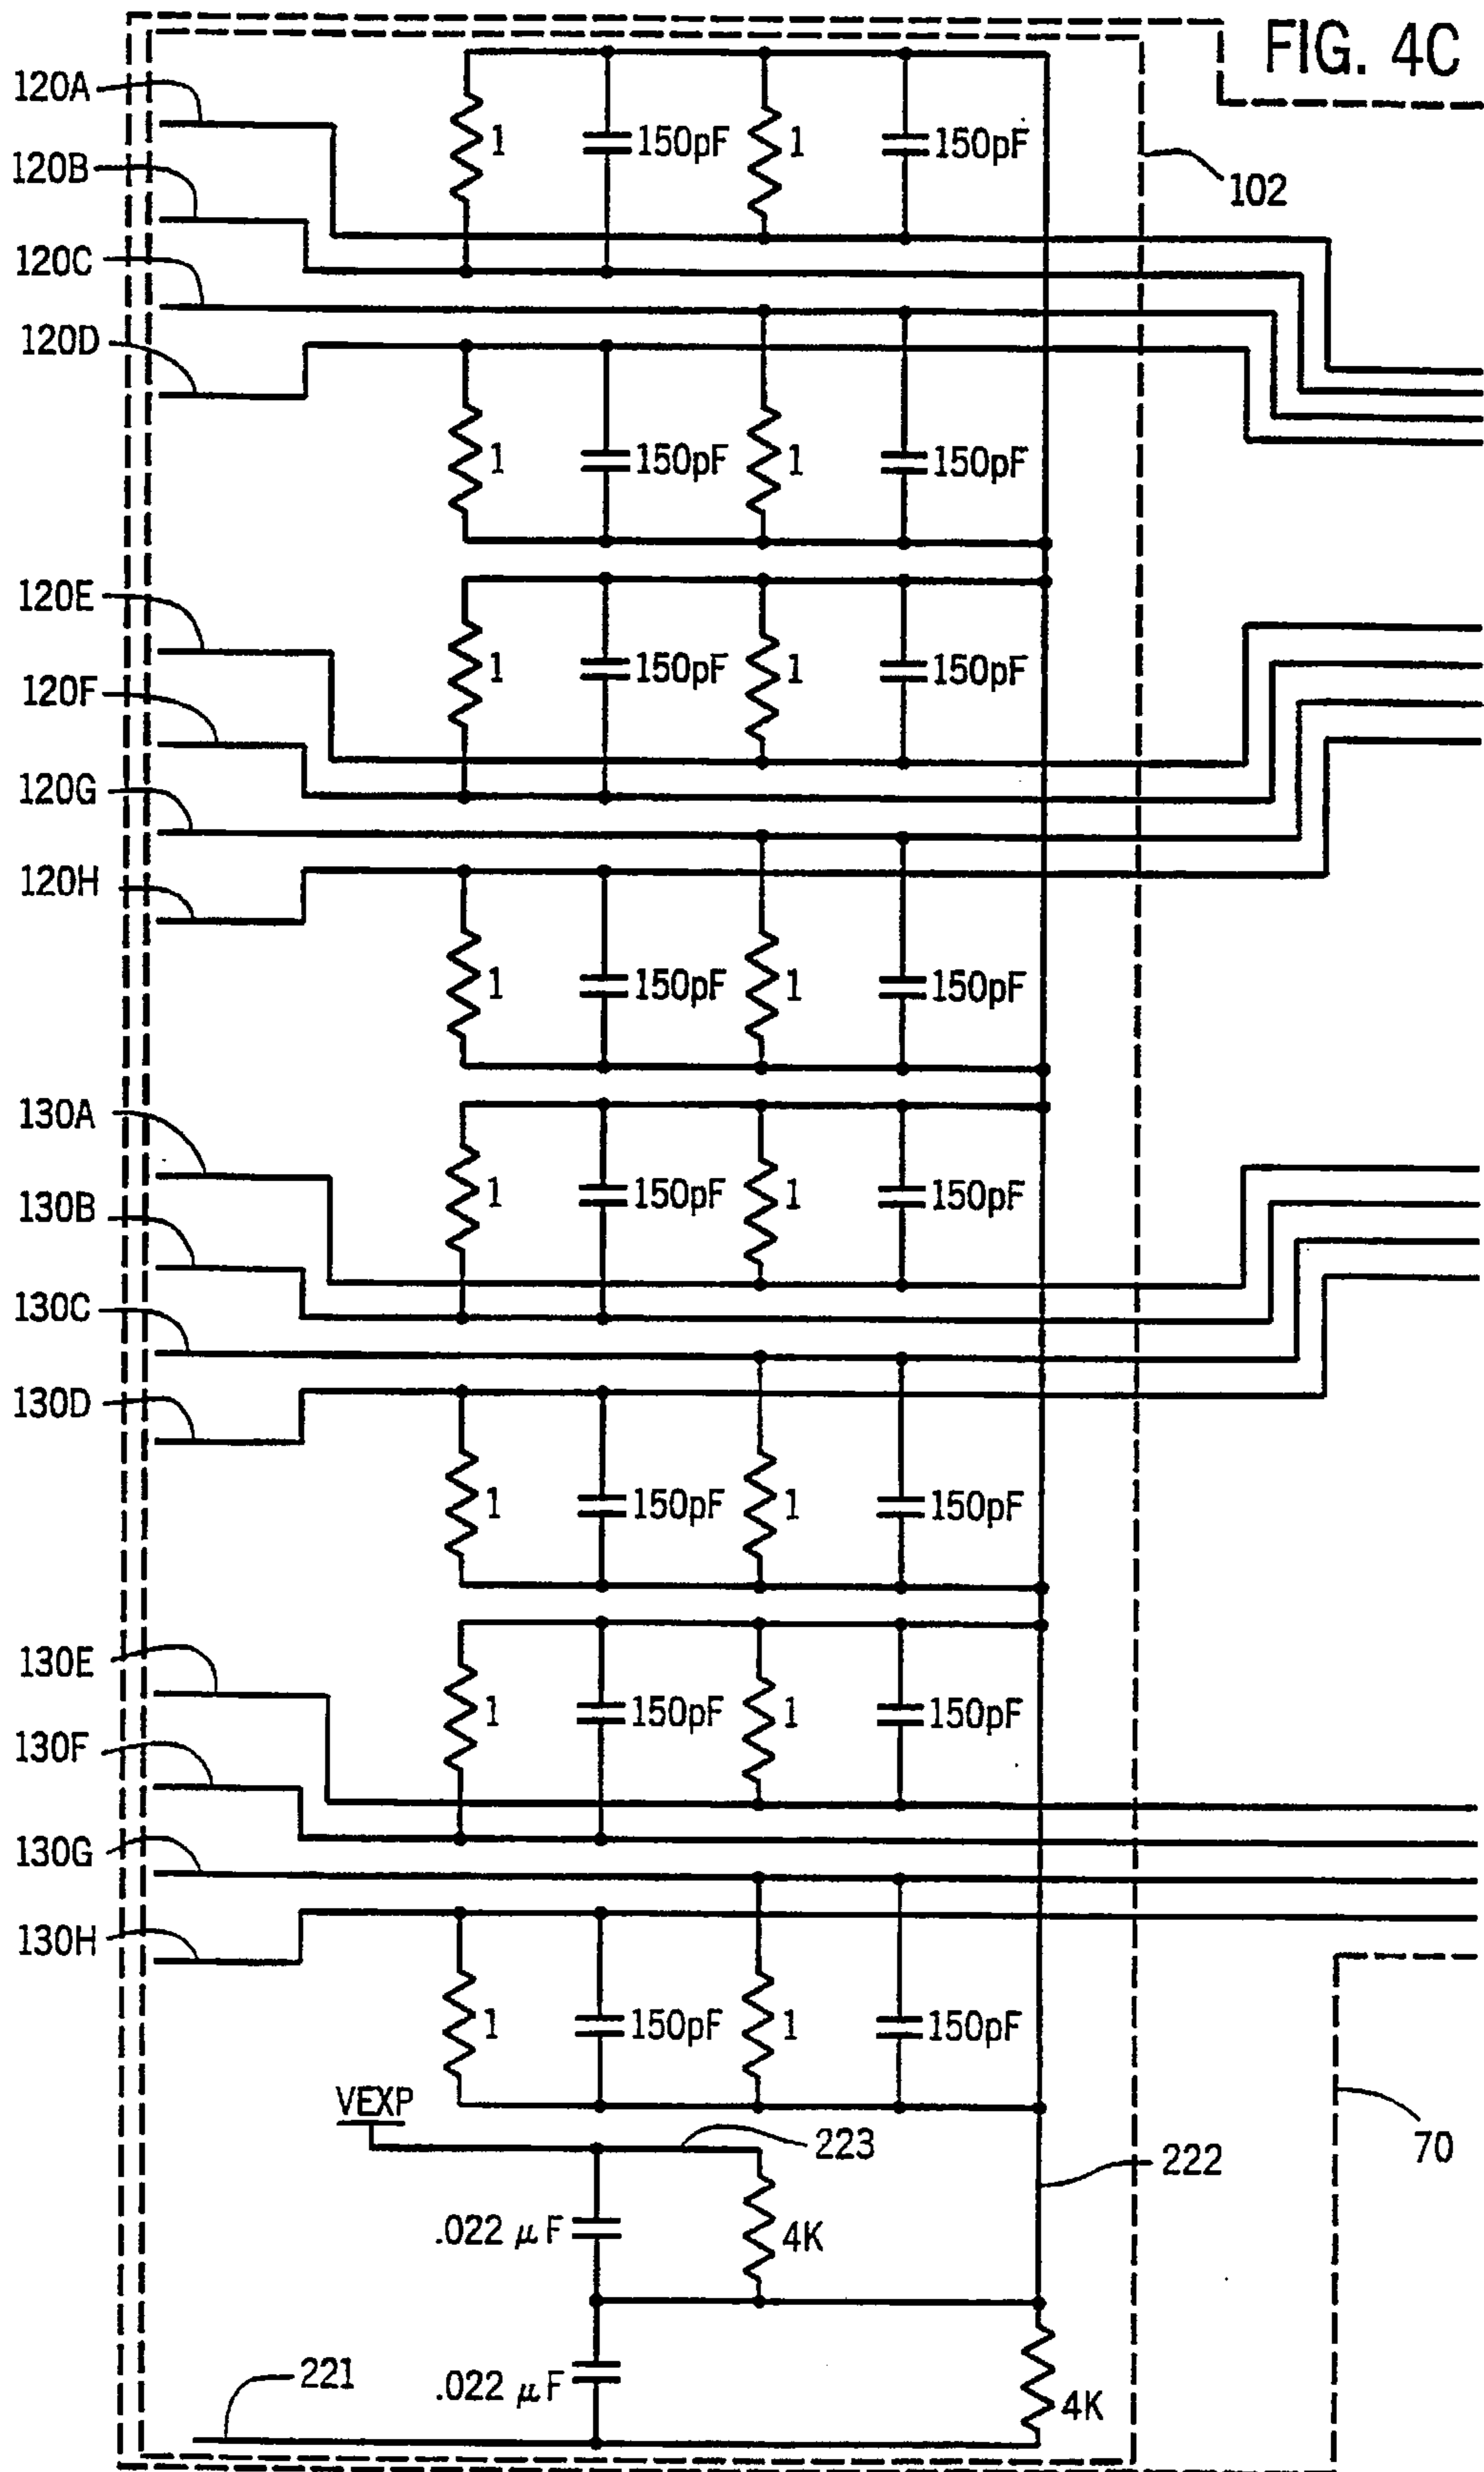 FIG. 4C
120A
1 150pF 1 150pF
120B
102
120C
120D
1 150pF 1 150pF
120E
1 150pF 1 150pF
120F
120G
120H
1 150pF 1 150pF
130A
1 150pF 1 150pF
130B
130C
130D
1 150pF 1 150pF
130E
1 150pF 1 150pF
130F
130G
130H
1 150pF 1 150pF
VEXP
223
222
70
.022 μF
4K
221
.022 μF
4K